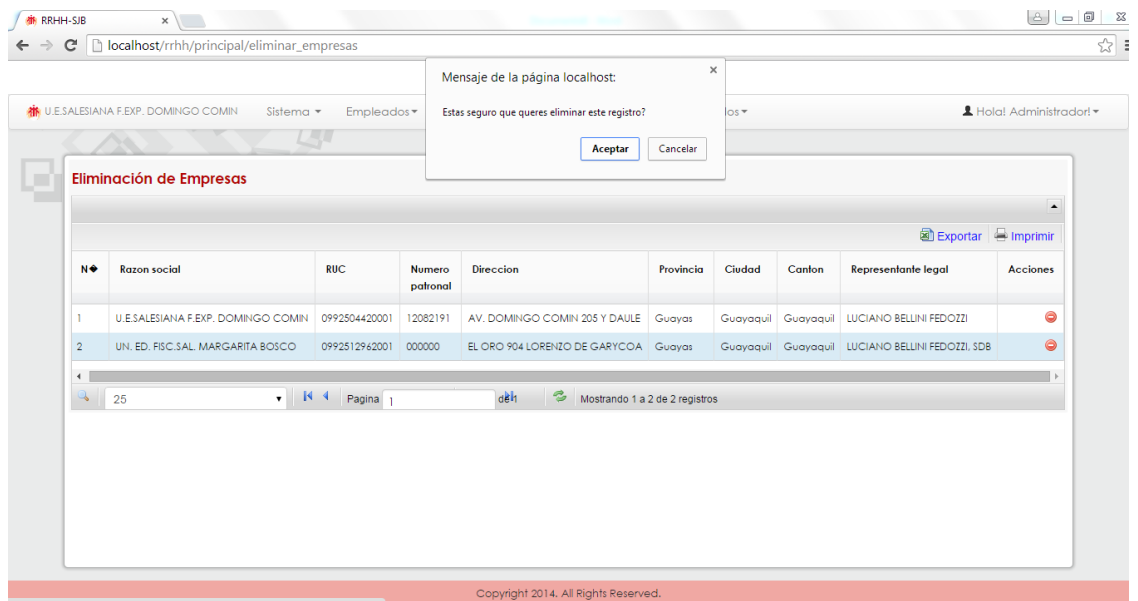 RRHH-SJB
localhost/rrhh/principal/eliminar_empresas
Mensaje de la página localhost:
Estas seguro que queres eliminar este registro?
Aceptar Cancelar
U.E.SALESIANA F.EXP. DOMINGO COMIN Sistema Empleados Hola! Administrador!
Eliminación de Empresas
Exportar Imprimir
N� Razon social RUC Numero patronal Direccion Provincia Ciudad Canton Representante legal Acciones
1 U.E.SALESIANA F.EXP. DOMINGO COMIN 0992504420001 12082191 AV. DOMINGO COMIN 205 Y DAULE Guayas Guayaquil Guayaquil LUCIANO BELLINI FEDOZZI
2 UN. ED. FISC.SAL. MARGARITA BOSCO 0992512962001 000000 EL ORO 904 LORENZO DE GARYCOA Guayas Guayaquil Guayaquil LUCIANO BELLINI FEDOZZI, SDB
25 Pagina 1 de 1 Mostrando 1 a 2 de 2 registros
Copyright 2014. All Rights Reserved.